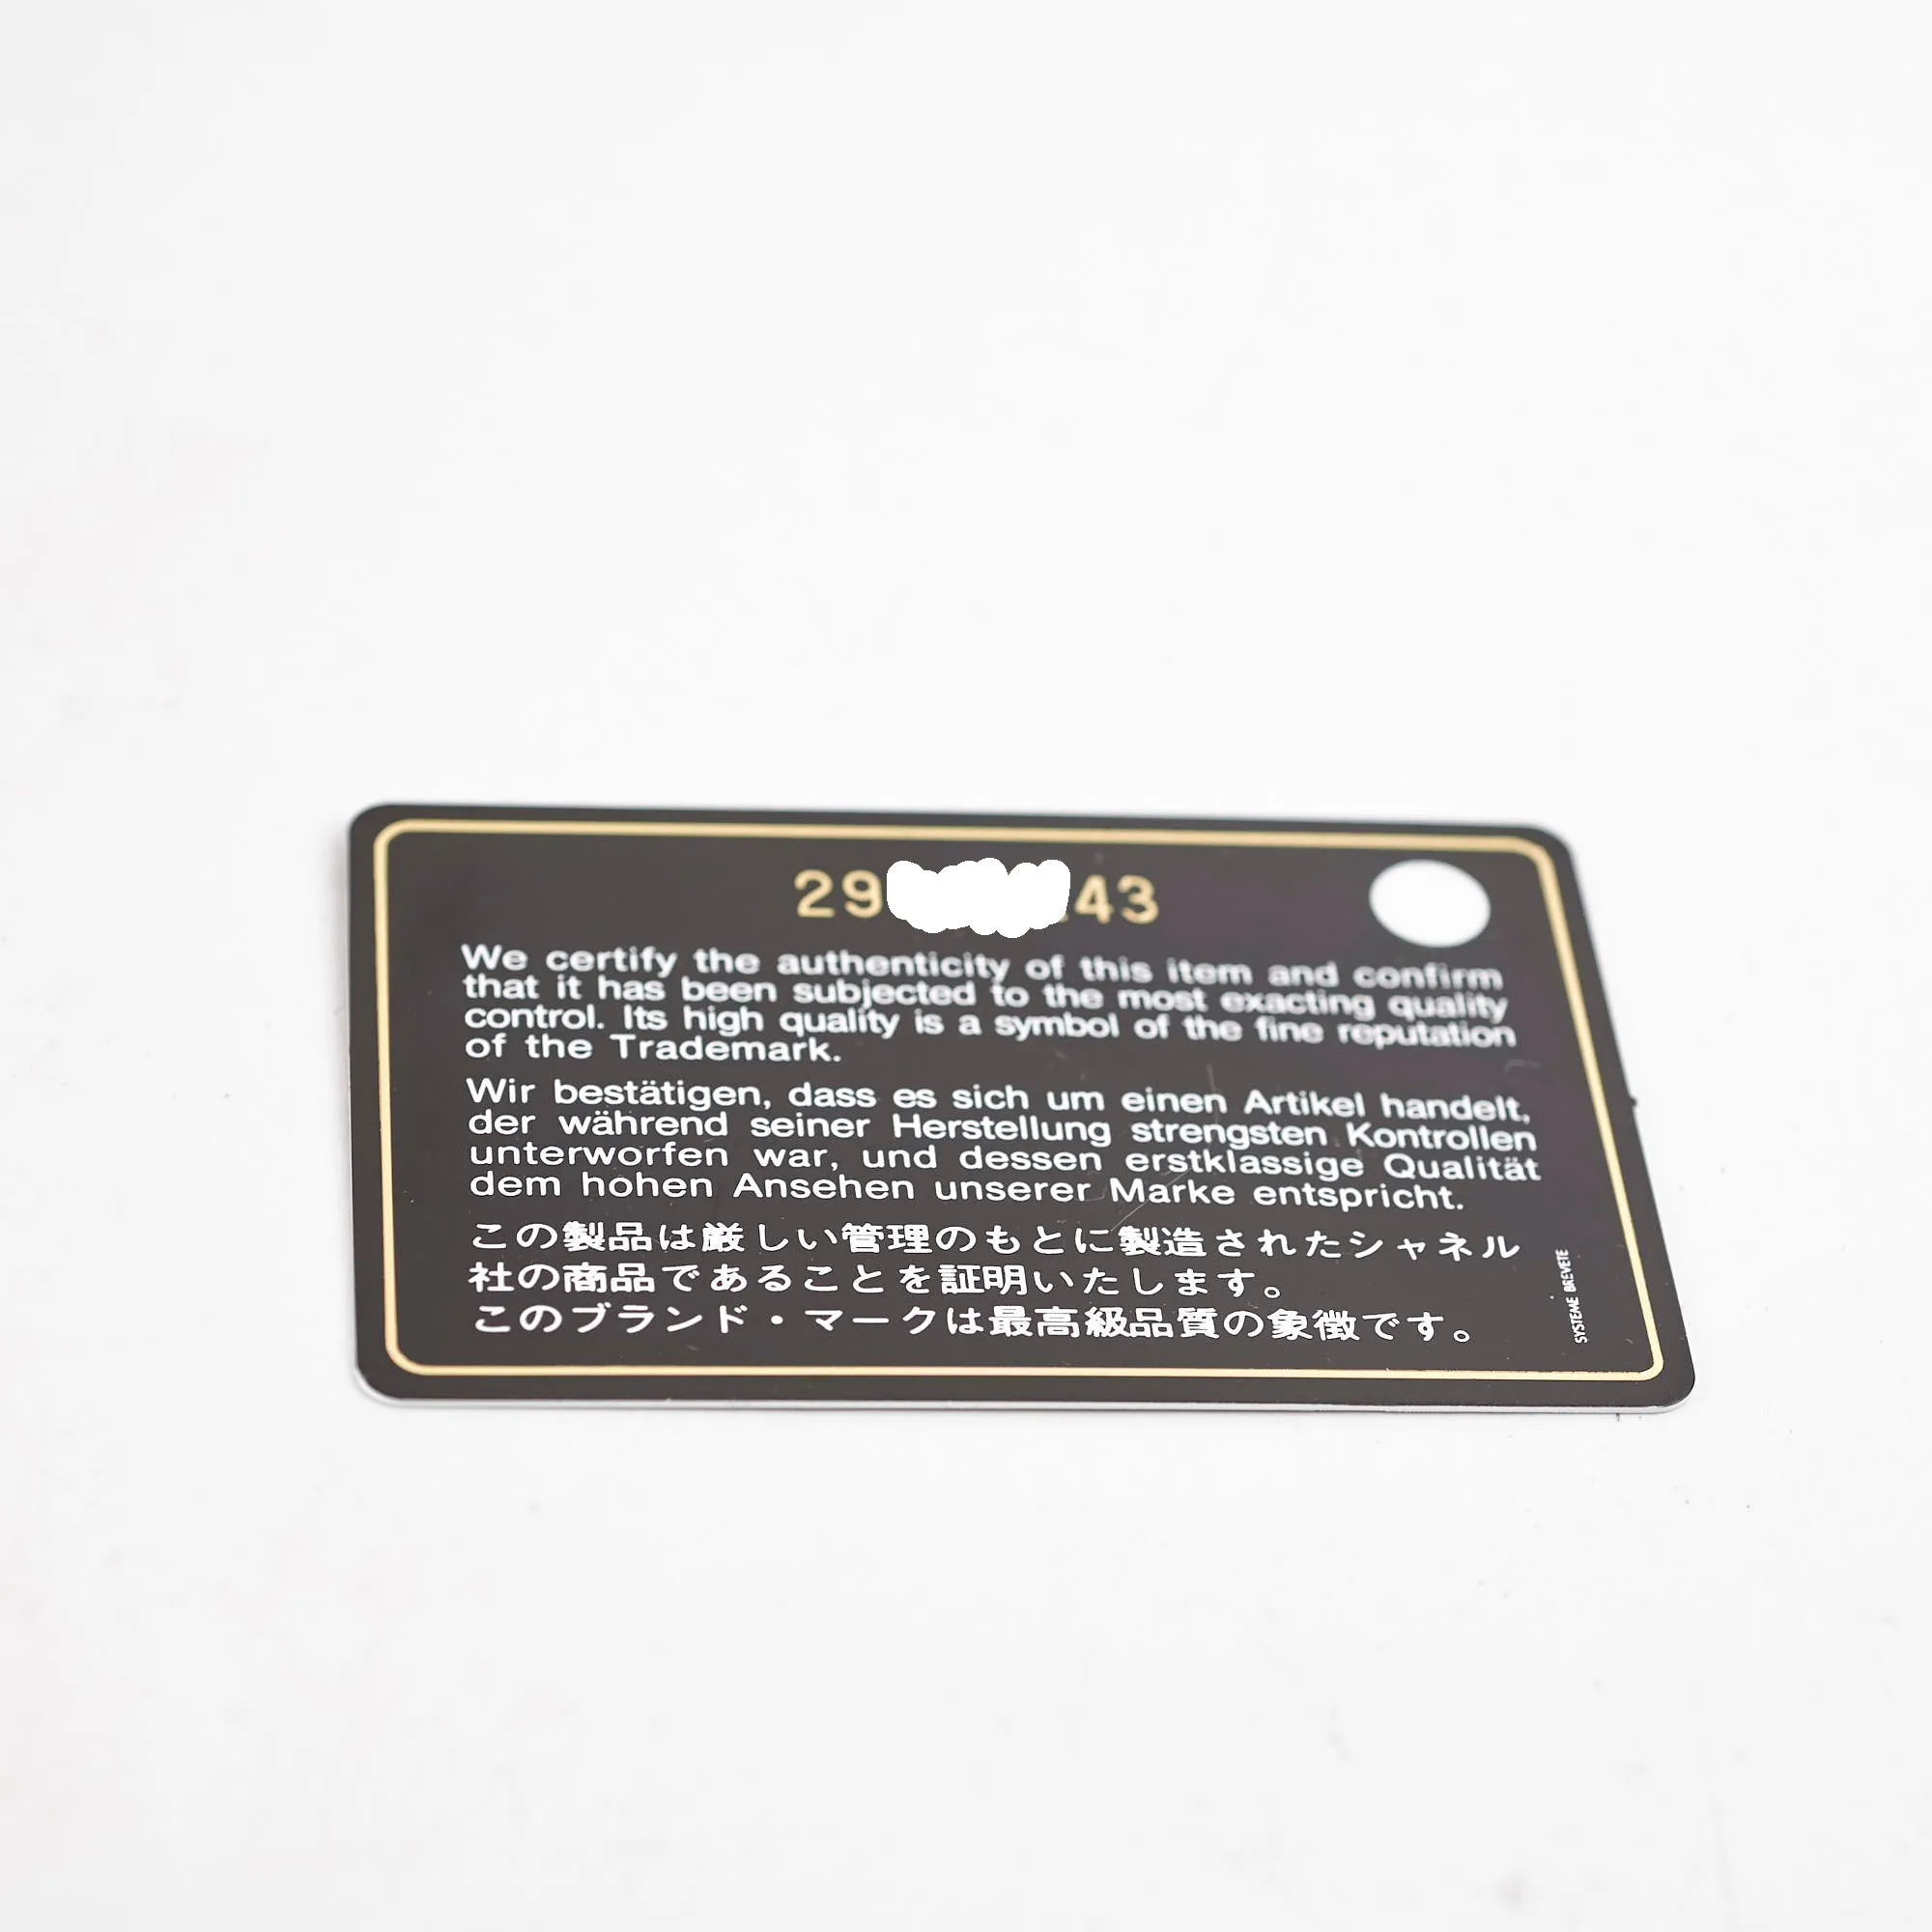 29 43
We certify the authenticity of this item and confirm
that it has been subjected to the most exacting quality
control. Its high quality is a symbol of the fine reputation
of the Trademark.
Wir bestätigen, dass es sich um einen Artikel handelt,
der während seiner Herstellung strengsten Kontrollen
unterworfen war, und dessen erstklassige Qualität
dem hohen Ansehen unserer Marke entspricht.
この製品は厳しい管理のもとに製造されたシャネル
社の商品であることを証明いたします。
このブランド・マークは最高級品質の象徴です。
SYSTEME BREVETE